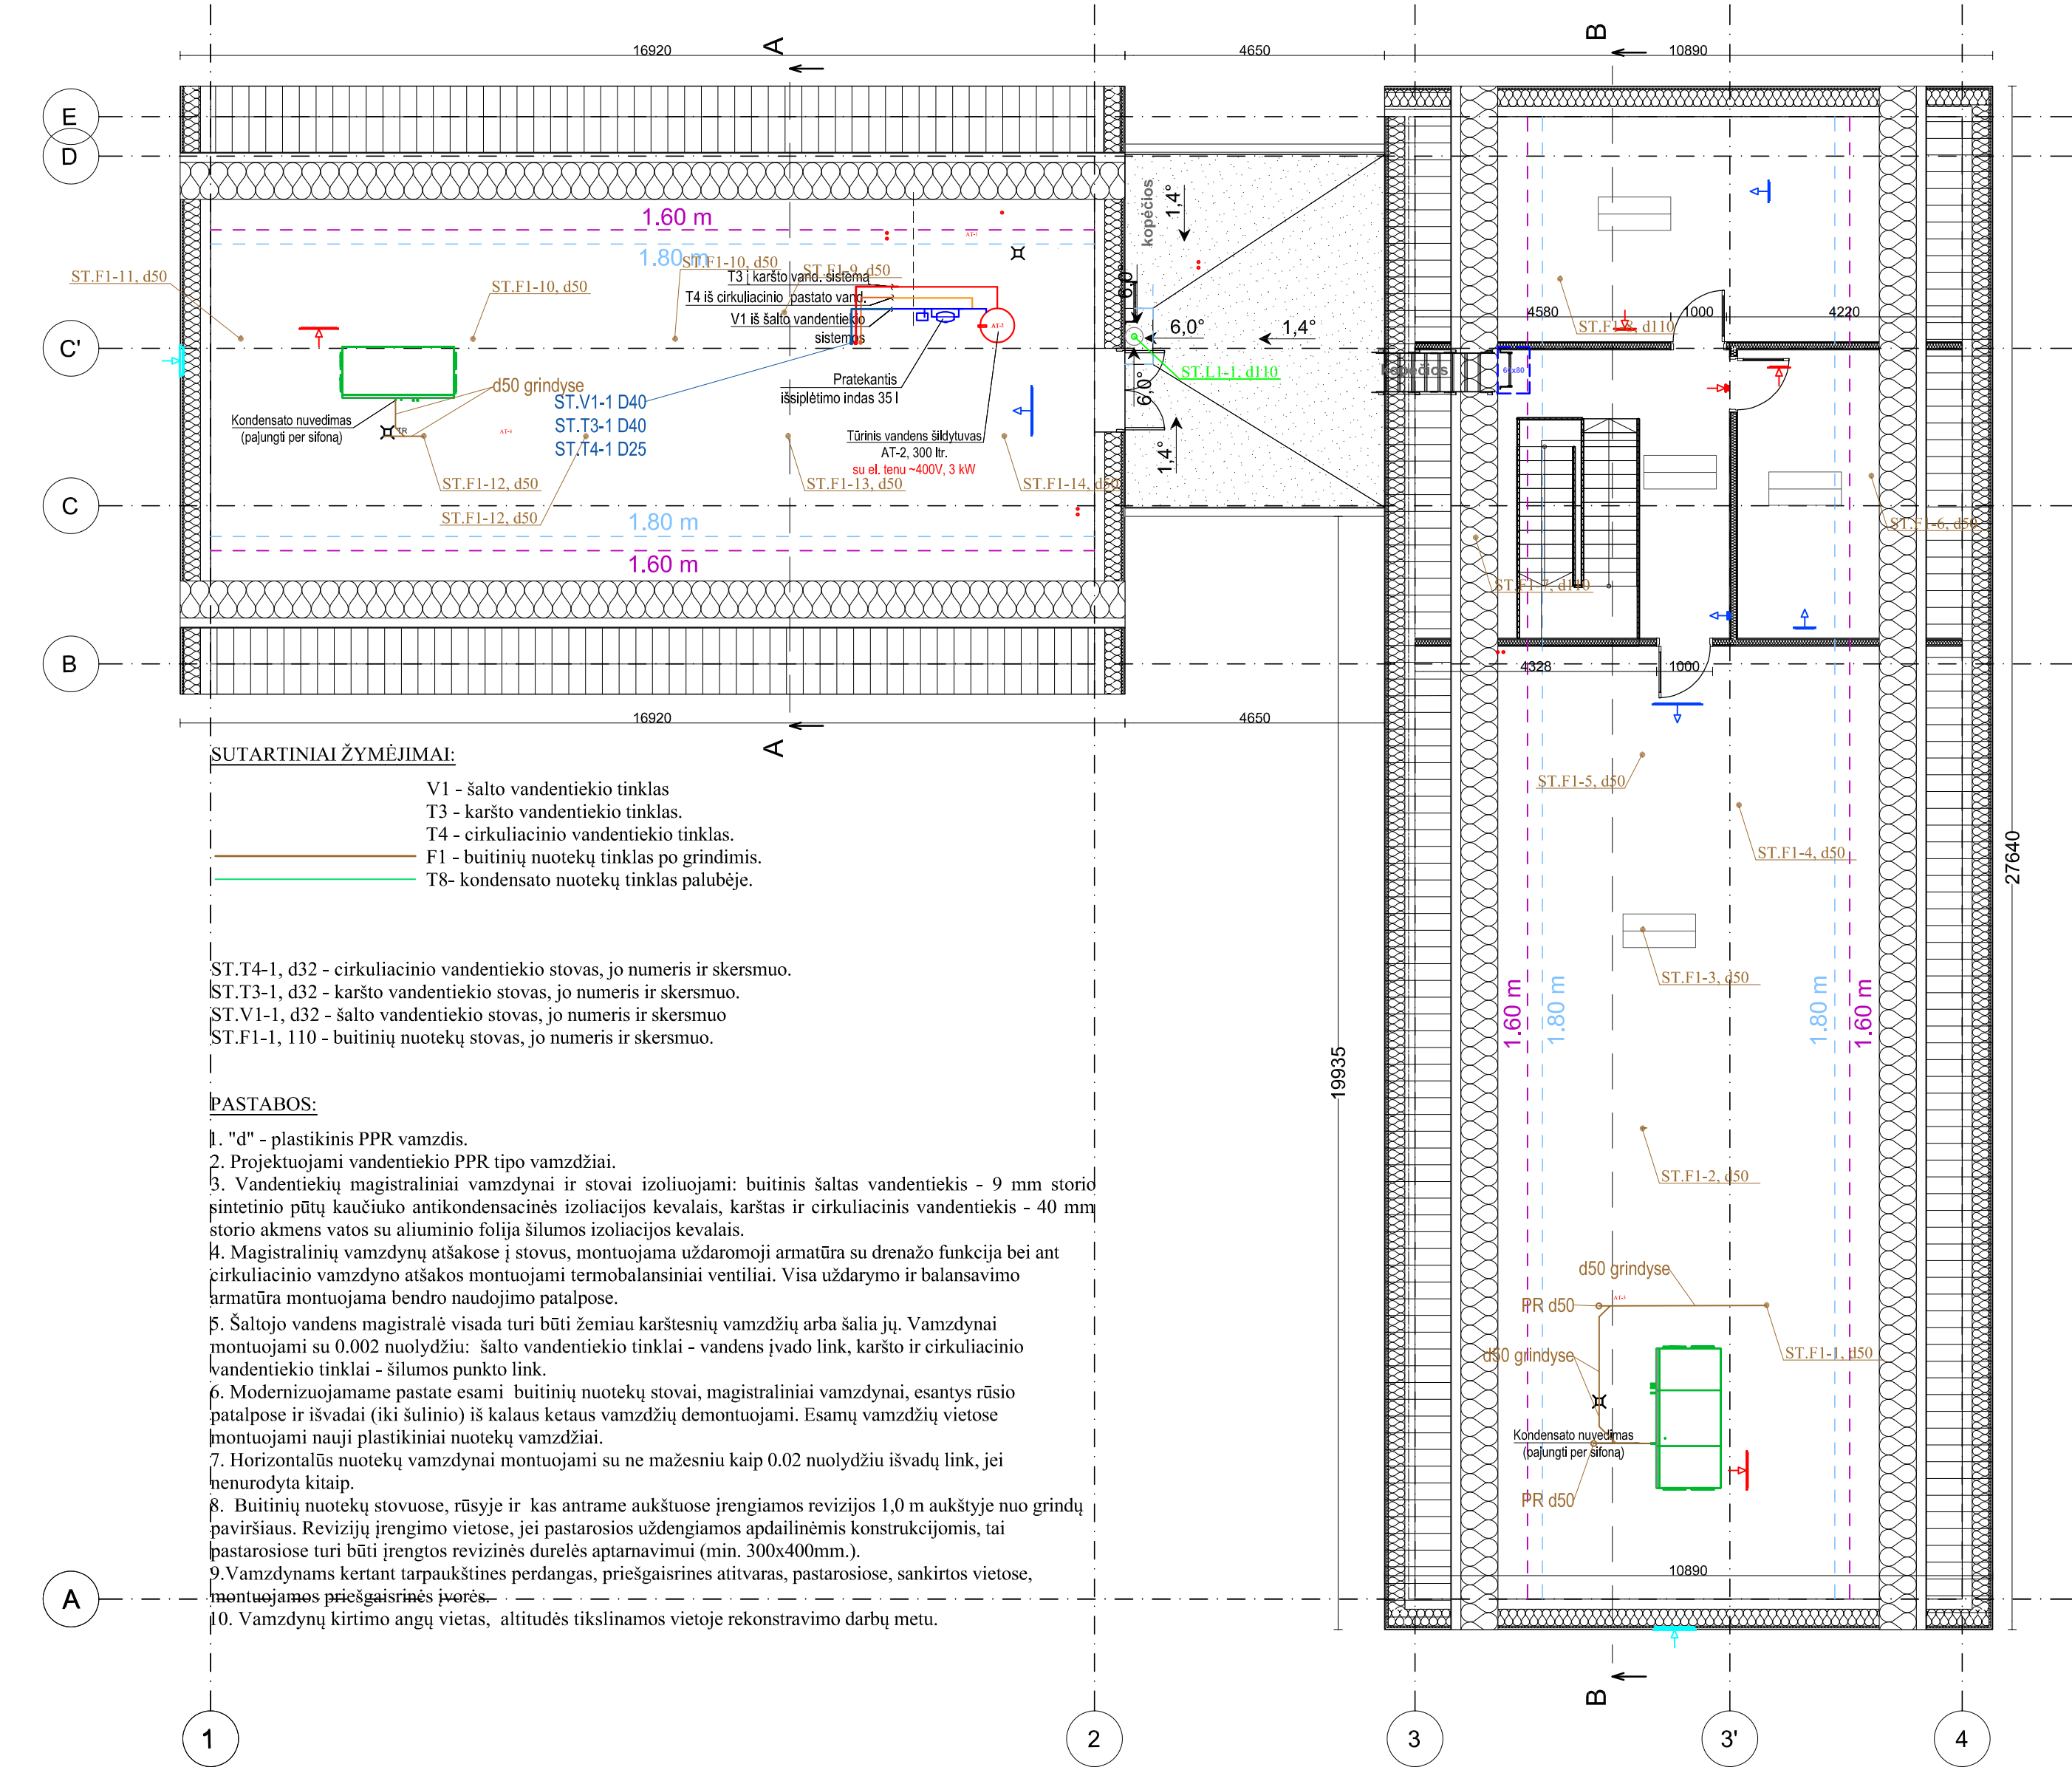 16920
A
4650
B
10890
E
D
C'
C
B
A
1.60 m
1.80 m
AT-1
ST.F1-11, d50
ST.F1-10, d50
ST.F1-10, d50
ST.F1-9, d50
T3 į karšto vand. sistemą
T4 iš cirkuliacinio pastato vand.
V1 iš šalto vandentiekio
sistemos
AT-2
Pratekantis
išsiplėtimo indas 35 l
d50 grindyse
ST.V1-1 D40
ST.T3-1 D40
ST.T4-1 D25
Kondensato nuvedimas
(pajungti per sifoną)
TR
AT-4
Tūrinis vandens šildytuvas
AT-2, 300 ltr.
su el. tenu ~400V, 3 kW
ST.F1-12, d50
ST.F1-12, d50
ST.F1-13, d50
ST.F1-14, d50
1.80 m
1.60 m
kopėčios
1,4°
6,0°
6,0°
1,4°
6,0°
1,4°
ST.L1-1, d110
kopėčios
60x80
4580
1000
4220
ST.F1-8, d110
ST.F1-6, d50
ST.F1-7, d110
4328
1000
16920
4650
A
ST.F1-5, d50
ST.F1-4, d50
ST.F1-3, d50
ST.F1-2, d50
1.60 m
1.80 m
1.80 m
1.60 m
27640
19935
d50 grindyse
PR d50
AT-3
d50 grindyse
ST.F1-1, d50
Kondensato nuvedimas
(pajungti per sifoną)
PR d50
10890
B
SUTARTINIAI ŽYMĖJIMAI:
V1 - šalto vandentiekio tinklas
T3 - karšto vandentiekio tinklas.
T4 - cirkuliacinio vandentiekio tinklas.
F1 - buitinių nuotekų tinklas po grindimis.
T8- kondensato nuotekų tinklas palubėje.
ST.T4-1, d32 - cirkuliacinio vandentiekio stovas, jo numeris ir skersmuo.
ST.T3-1, d32 - karšto vandentiekio stovas, jo numeris ir skersmuo.
ST.V1-1, d32 - šalto vandentiekio stovas, jo numeris ir skersmuo
ST.F1-1, 110 - buitinių nuotekų stovas, jo numeris ir skersmuo.
PASTABOS:
1. "d" - plastikinis PPR vamzdis.
2. Projektuojami vandentiekio PPR tipo vamzdžiai.
3. Vandentiekių magistraliniai vamzdynai ir stovai izoliuojami: buitinis šaltas vandentiekis - 9 mm storio
sintetinio pūtų kaučiuko antikondensacinės izoliacijos kevalais, karštas ir cirkuliacinis vandentiekis - 40 mm
storio akmens vatos su aliuminio folija šilumos izoliacijos kevalais.
4. Magistralinių vamzdynų atšakose į stovus, montuojama uždaromoji armatūra su drenažo funkcija bei ant
cirkuliacinio vamzdyno atšakos montuojami termobalansiniai ventiliai. Visa uždarymo ir balansavimo
armatūra montuojama bendro naudojimo patalpose.
5. Šaltojo vandens magistralė visada turi būti žemiau karštesnių vamzdžių arba šalia jų. Vamzdynai
montuojami su 0.002 nuolydžiu: šalto vandentiekio tinklai - vandens įvado link, karšto ir cirkuliacinio
vandentiekio tinklai - šilumos punkto link.
6. Modernizuojamame pastate esami buitinių nuotekų stovai, magistraliniai vamzdynai, esantys rūsio
patalpose ir išvadai (iki šulinio) iš kalaus ketaus vamzdžių demontuojami. Esamų vamzdžių vietose
montuojami nauji plastikiniai nuotekų vamzdžiai.
7. Horizontalūs nuotekų vamzdynai montuojami su ne mažesniu kaip 0.02 nuolydžiu išvadų link, jei
nenurodyta kitaip.
8. Buitinių nuotekų stovuose, rūsyje ir kas antrame aukštuose įrengiamos revizijos 1,0 m aukštyje nuo grindų
paviršiaus. Revizijų įrengimo vietose, jei pastarosios uždengiamos apdailinėmis konstrukcijomis, tai
pastarosiose turi būti įrengtos revizinės durelės aptarnavimui (min. 300x400mm.).
9.Vamzdynams kertant tarpaukštines perdangas, priešgaisrines atitvaras, pastarosiose, sankirtos vietose,
montuojamos priešgaisrinės įvorės.
10. Vamzdynų kirtimo angų vietas, altitudės tikslinamos vietoje rekonstravimo darbų metu.
1
2
3
3'
4